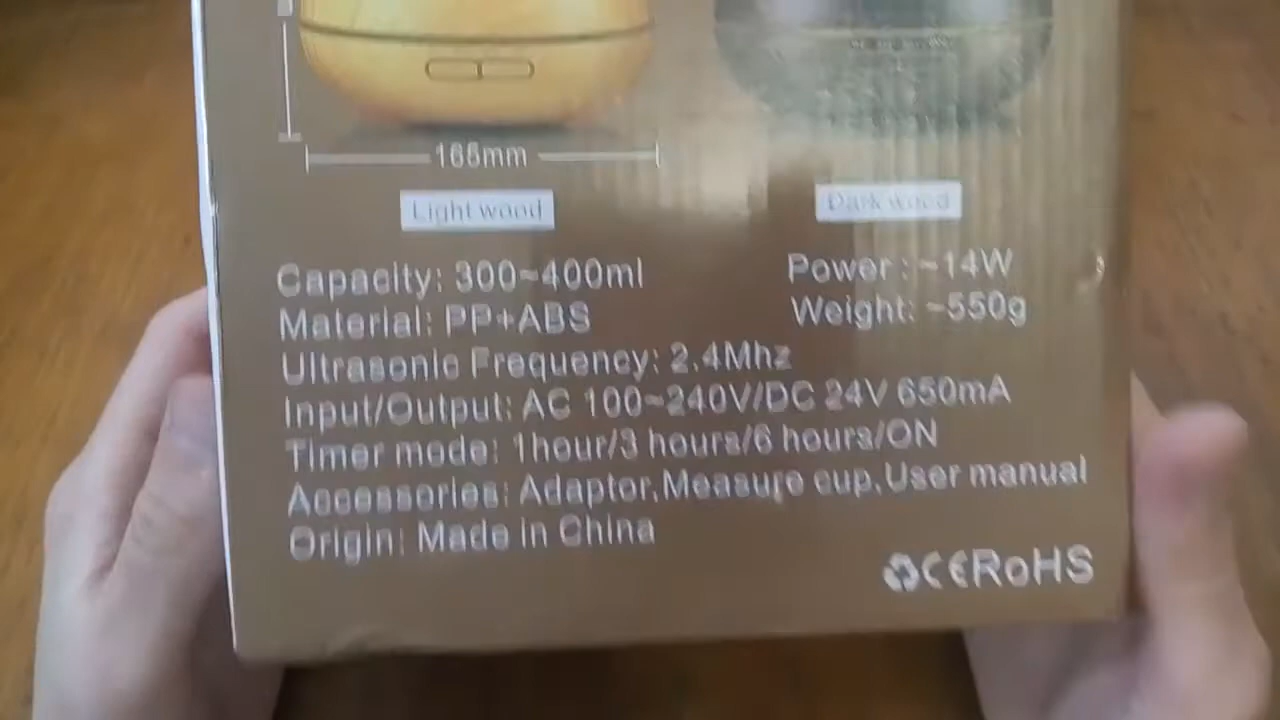 165mm
Light wood
Dark wood
Capacity: 300~400ml
Power : ~14W
Material: PP+ABS
Weight: ~550g
Ultrasonic Frequency: 2.4Mhz
Input/Output: AC 100~240V/DC 24V 650mA
Timer mode: 1hour/3 hours/6 hours/ON
Accessories: Adaptor,Measure cup,User manual
Origin: Made in China
CE RoHS